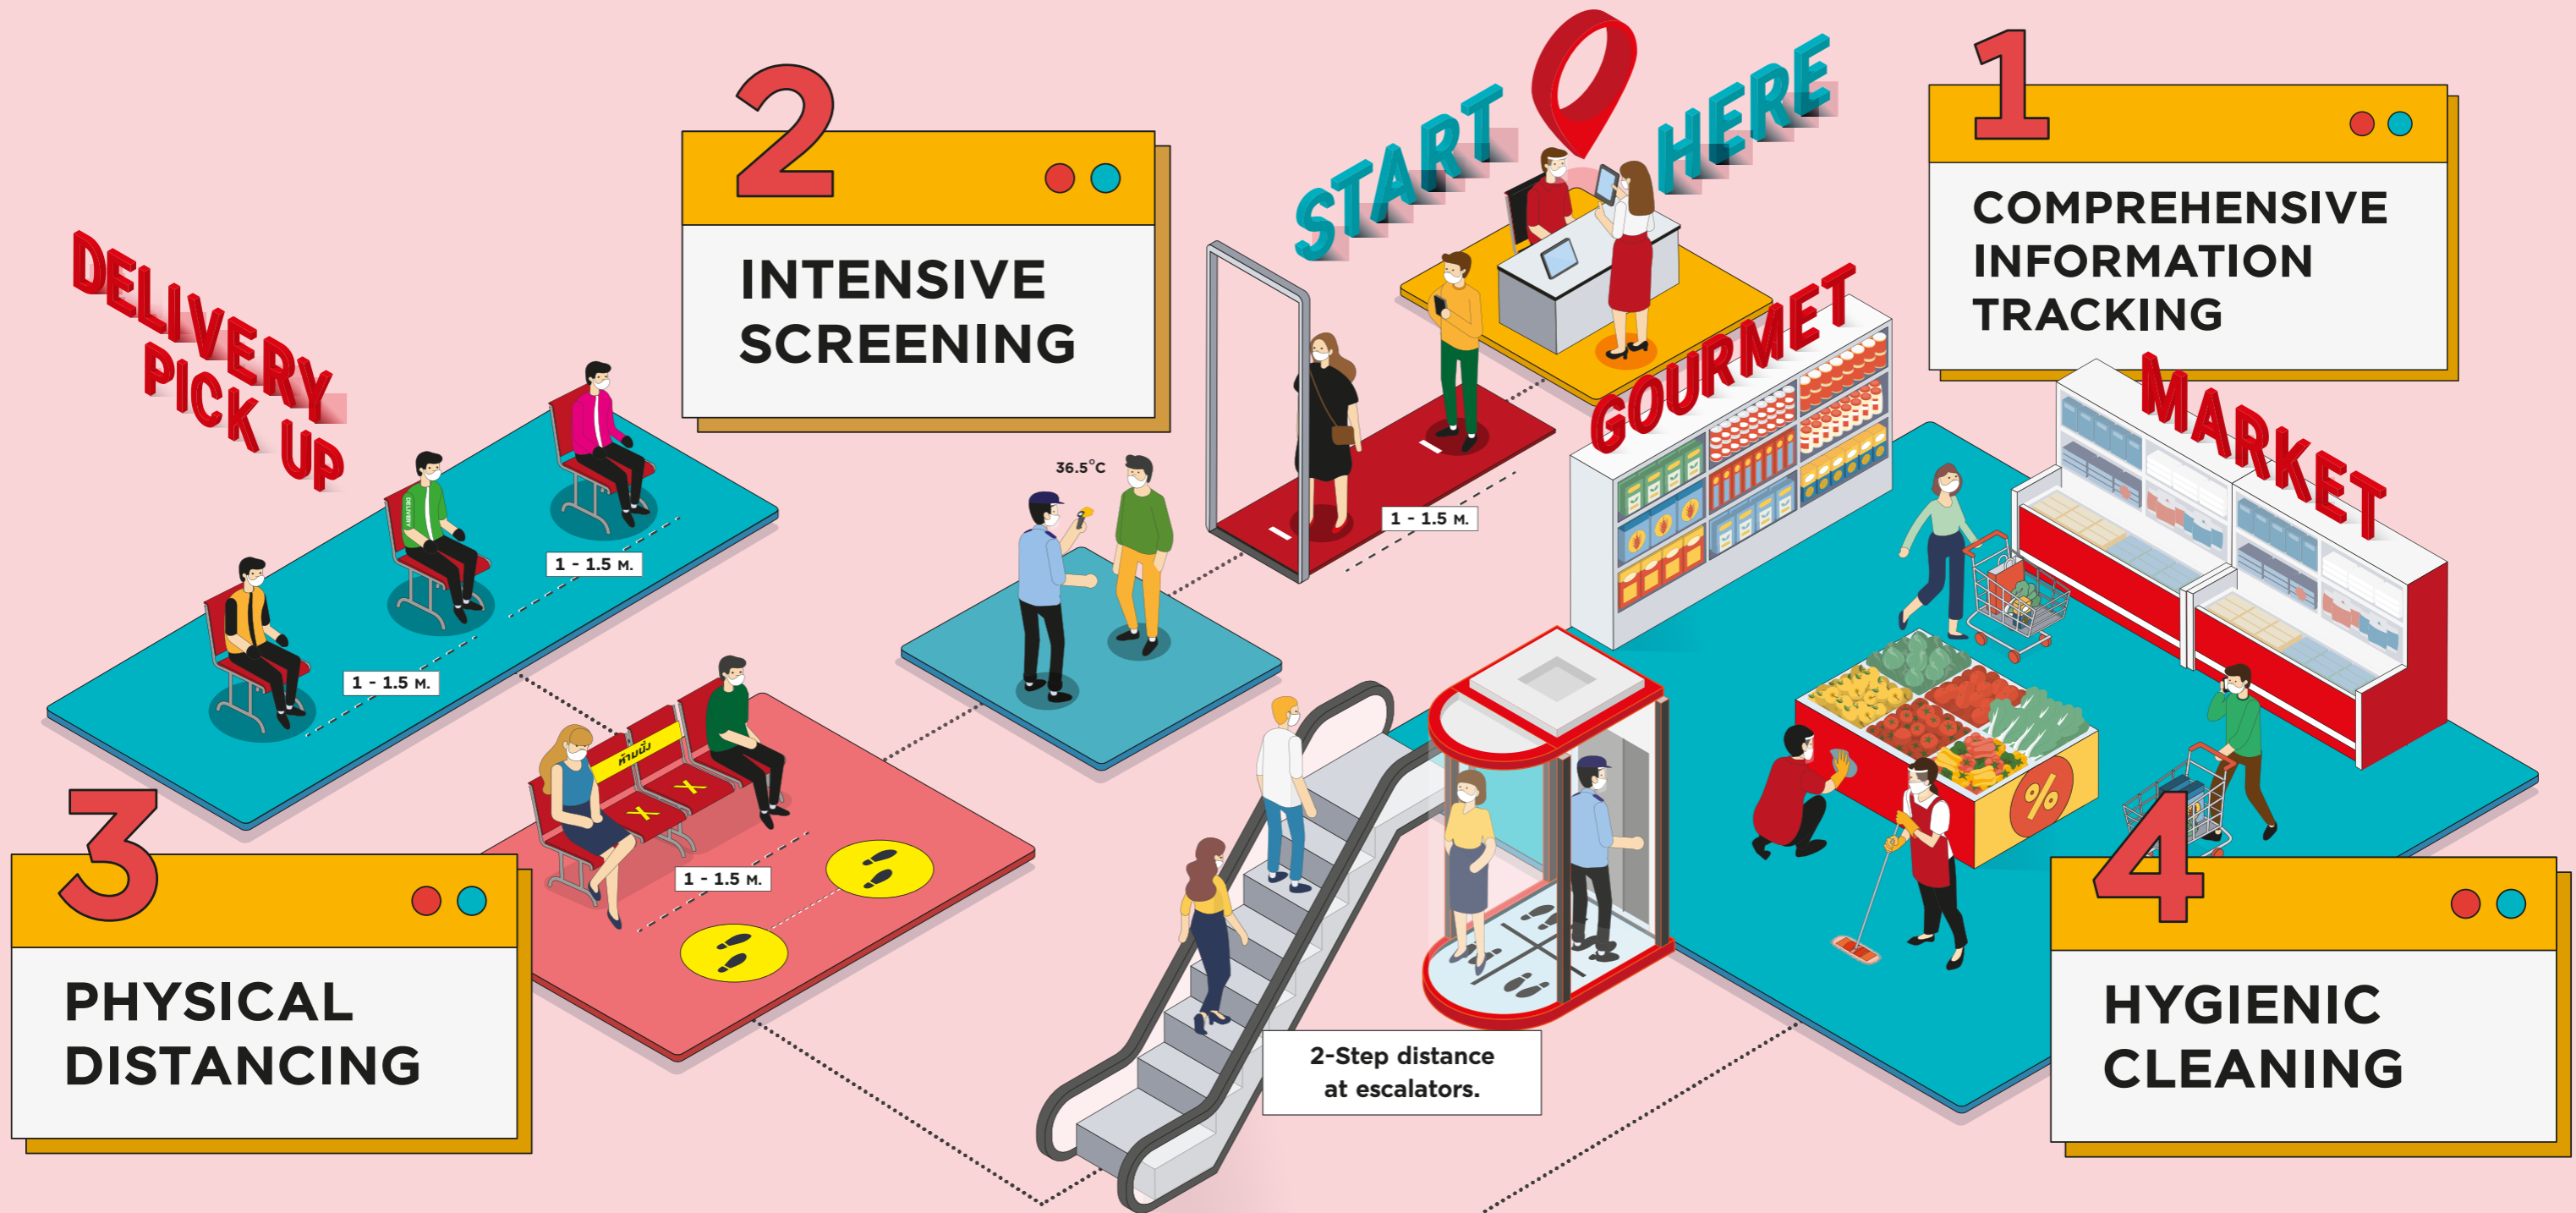 START HERE
1
COMPREHENSIVE
INFORMATION
TRACKING
2
INTENSIVE
SCREENING
DELIVERY
PICK UP
DELIVERY
1 - 1.5 M.
1 - 1.5 M.
36.5°C
1 - 1.5 M.
GOURMET
MARKET
ห้ามนั่ง
X
X
1 - 1.5 M.
%
3
PHYSICAL
DISTANCING
2-Step distance
at escalators.
4
HYGIENIC
CLEANING